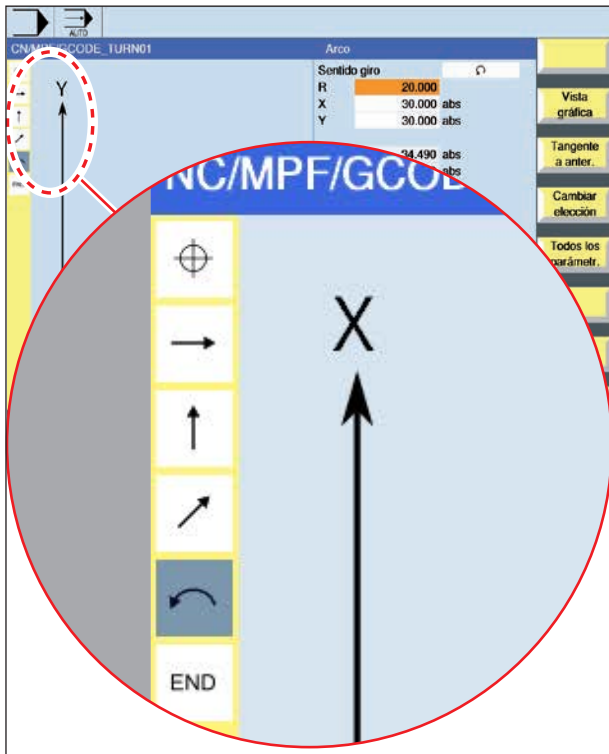 AUTO
CN/MPF/GCODE_TURN01
Arco
Sentido giro
R 20.000
X 30.000 abs
Y 30.000 abs
34.490 abs
abs
Y
Vista
gráfica
Tangente
a anter.
Cambiar
elección
Todos los
parámetr.
NC/MPF/GCOD
X
END